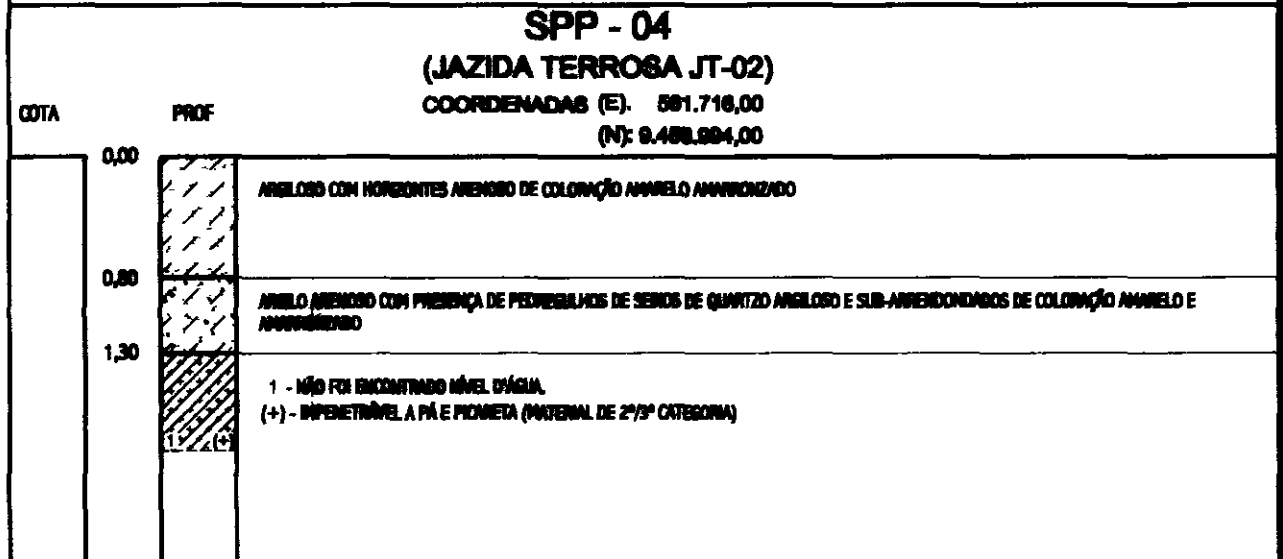 SPP - 04
(JAZIDA TERROSA JT-02)
COTA PROF COORDENADAS (E). 561.716,00
(N): 9.458.994,00
0,00
ARGILOSO COM HORIZONTES ARENOSO DE COLORAÇÃO AMARELO AMARRONZADO
0,80
ARGILO ARENOSO COM PRESENÇA DE PEDREGULHOS DE SEIXOS DE QUARTZO ARGILOSO E SUB-ARRENDONDADOS DE COLORAÇÃO AMARELO E
AMARRONZADO
1,30
1 - NÃO FOI ENCONTRADO NÍVEL D'ÁGUA.
(+) - IMPENETRÁVEL A PÁ E PICARETA (MATERIAL DE 2ª/3ª CATEGORIA)
1 (+)